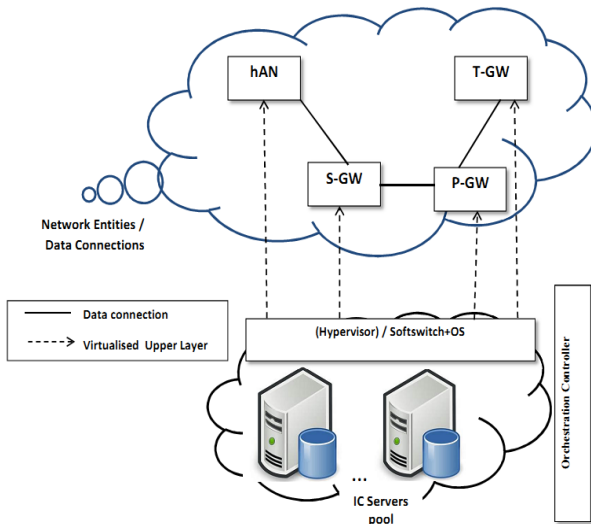 hAN
T-GW
S-GW
P-GW
Network Entities /
Data Connections
Data connection
Virtualised Upper Layer
(Hypervisor) / Softswitch+OS
Orchestration Controller
...
IC Servers
pool